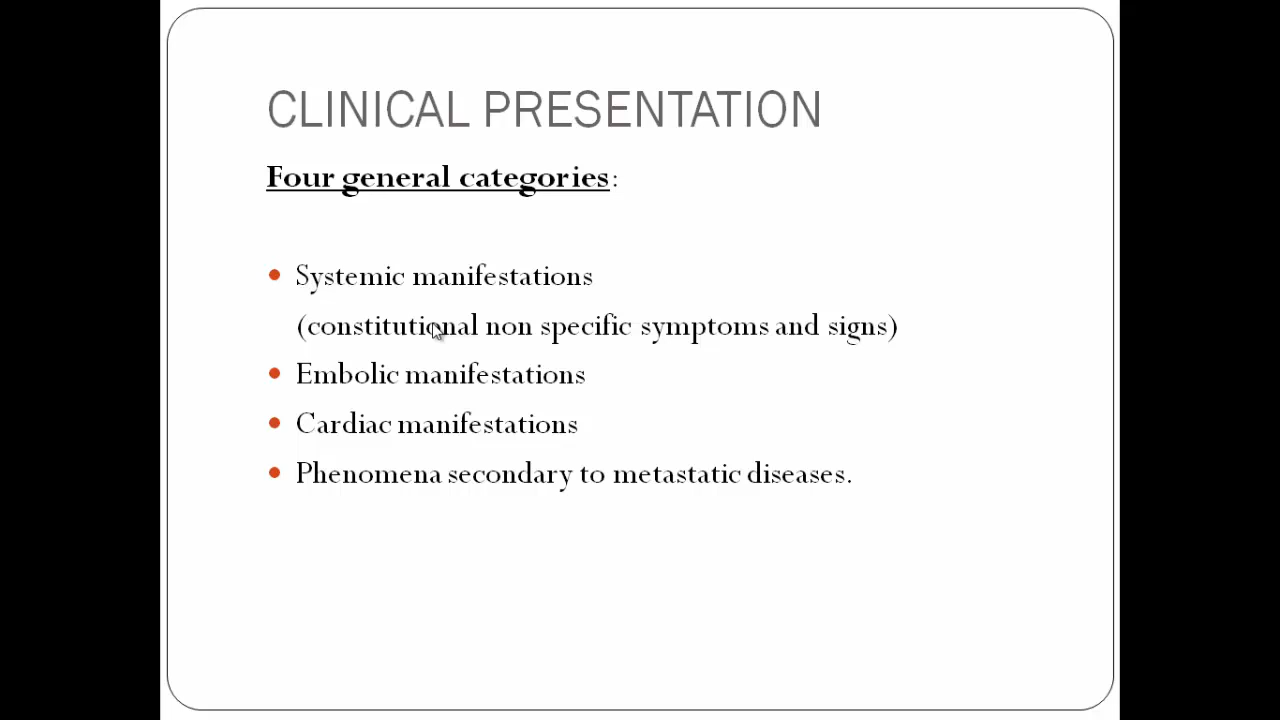 CLINICAL PRESENTATION
Four general categories:
Systemic manifestations
(constitutional non specific symptoms and signs)
Embolic manifestations
Cardiac manifestations
Phenomena secondary to metastatic diseases.